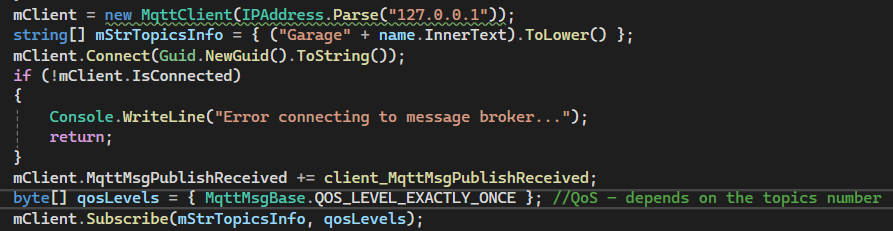 mClient = new MqttClient(IPAddress.Parse("127.0.0.1"));
string[] mStrTopicsInfo = { ("Garage" + name.InnerText).ToLower() };
mClient.Connect(Guid.NewGuid().ToString());
if (!mClient.IsConnected)
{
    Console.WriteLine("Error connecting to message broker...");
    return;
}
mClient.MqttMsgPublishReceived += client_MqttMsgPublishReceived;
byte[] qosLevels = { MqttMsgBase.QOS_LEVEL_EXACTLY_ONCE }; //QoS – depends on the topics number
mClient.Subscribe(mStrTopicsInfo, qosLevels);